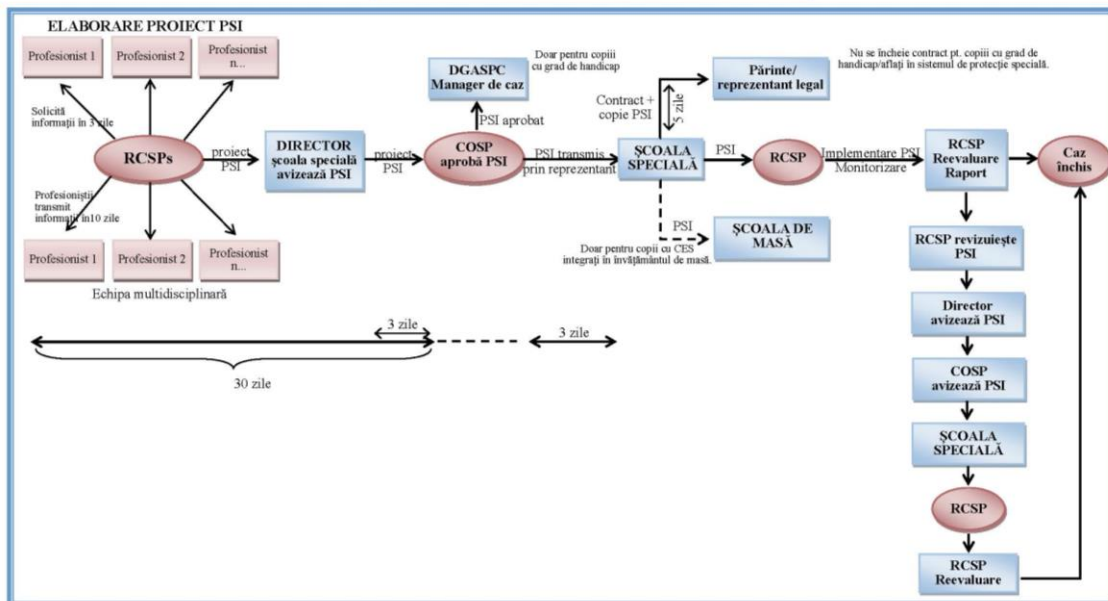 ELABORARE PROIECT PSI
Profesionist 1
Profesionist 2
Profesionist
n...
Solicită
informații în 3 zile
RCSPs
Profesioniștii
transmit
informații în10 zile
Profesionist 1
Profesionist 2
Profesionist
n...
Echipa multidisciplinară
proiect
PSI
DIRECTOR
școala specială
avizează PSI
proiect
PSI
Doar pentru copiii
cu grad de handicap
DGASPC
Manager de caz
PSI aprobat
COSP
aprobă PSI
PSI transmis
prin reprezentant
Contract +
copie PSI
5 zile
Părinte/
reprezentant legal
Nu se încheie contract pt. copiii cu grad de
handicap/aflați în sistemul de protecție specială.
ȘCOALA
SPECIALĂ
PSI
RCSP
Implementare PSI
Monitorizare
RCSP
Reevaluare
Raport
Caz
închis
PSI
Doar pentru copii cu CES
integrați în învățământul de masă.
ȘCOALA DE
MASĂ
RCSP revizuiește
PSI
Director
avizează PSI
COSP
avizează PSI
ȘCOALA
SPECIALĂ
RCSP
RCSP
Reevaluare
3 zile
3 zile
30 zile